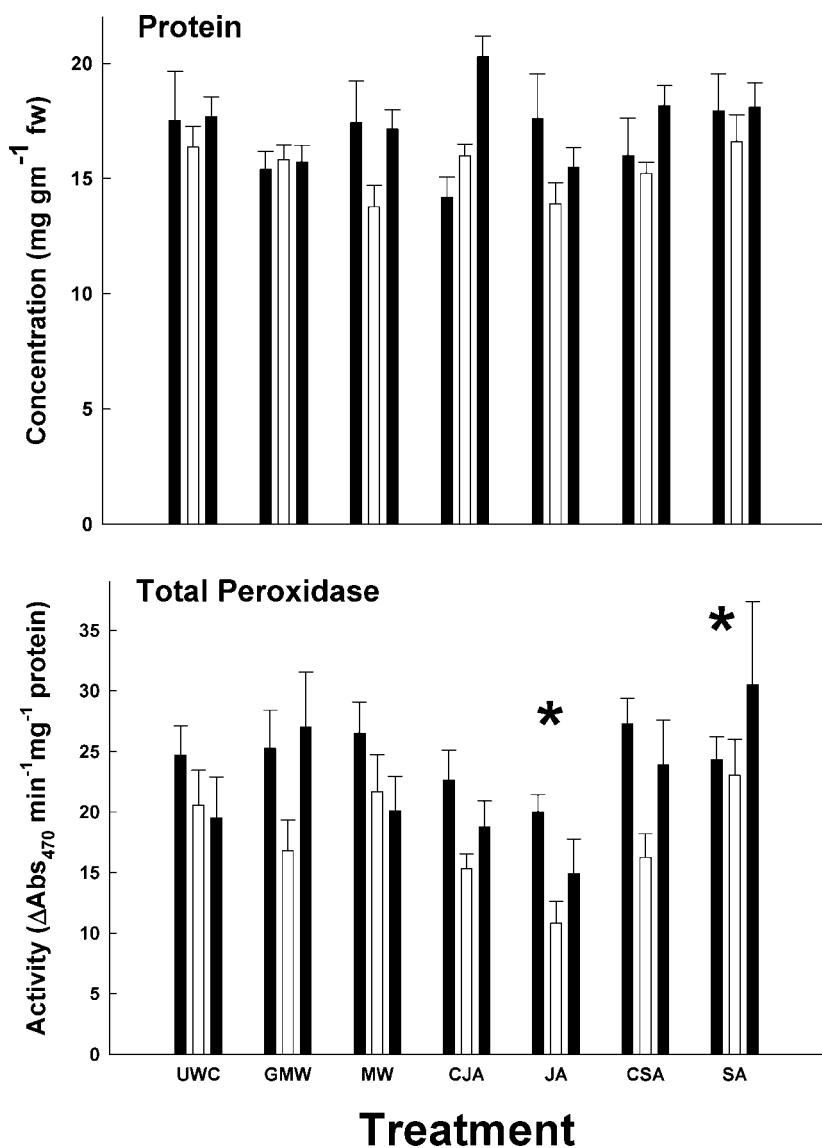 Protein
Concentration (mg gm⁻¹ fw)
20
15
10
5
0
Total Peroxidase
Activity (ΔAbs₄₇₀ min⁻¹mg⁻¹ protein)
35
30
25
20
15
10
5
0
*
*
UWC GMW MW CJA JA CSA SA
Treatment